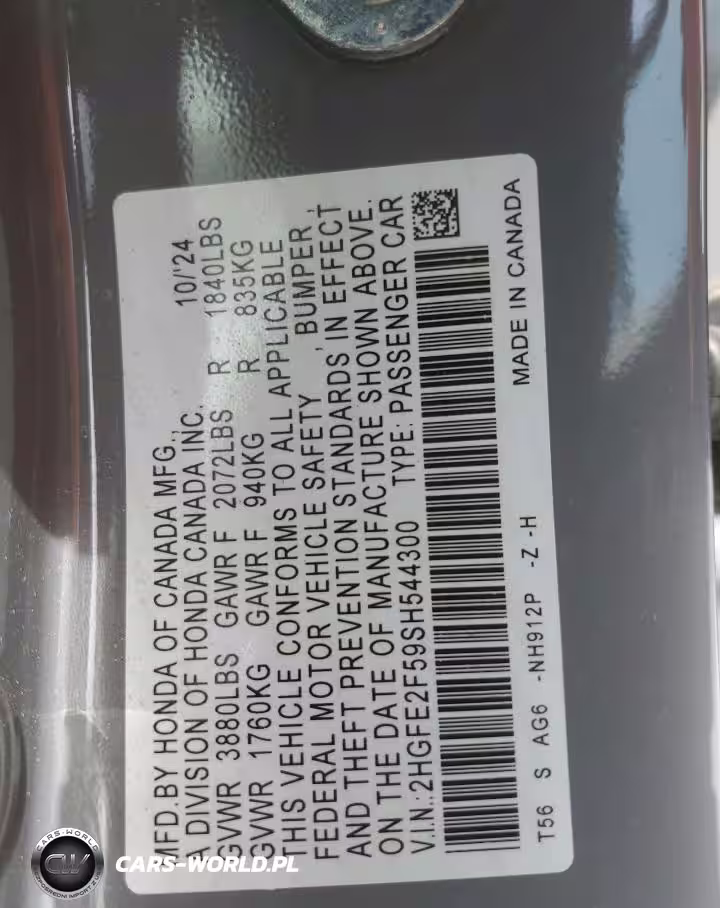 MFD. BY HONDA OF CANADA MFG., 10/'24
A DIVISION OF HONDA CANADA INC.
GVWR 3880LBS GAWR F 2072LBS R 1840LBS
GVWR 1760KG GAWR F 940KG R 835KG
THIS VEHICLE CONFORMS TO ALL APPLICABLE
FEDERAL MOTOR VEHICLE SAFETY , BUMPER ,
AND THEFT PREVENTION STANDARDS IN EFFECT
ON THE DATE OF MANUFACTURE SHOWN ABOVE.
V.I.N.:2HGFE2F59SH544300 TYPE: PASSENGER CAR
T56 S AG6 -NH912P -Z -H MADE IN CANADA
CARS-WORLD
CW
CARS-WORLD.PL